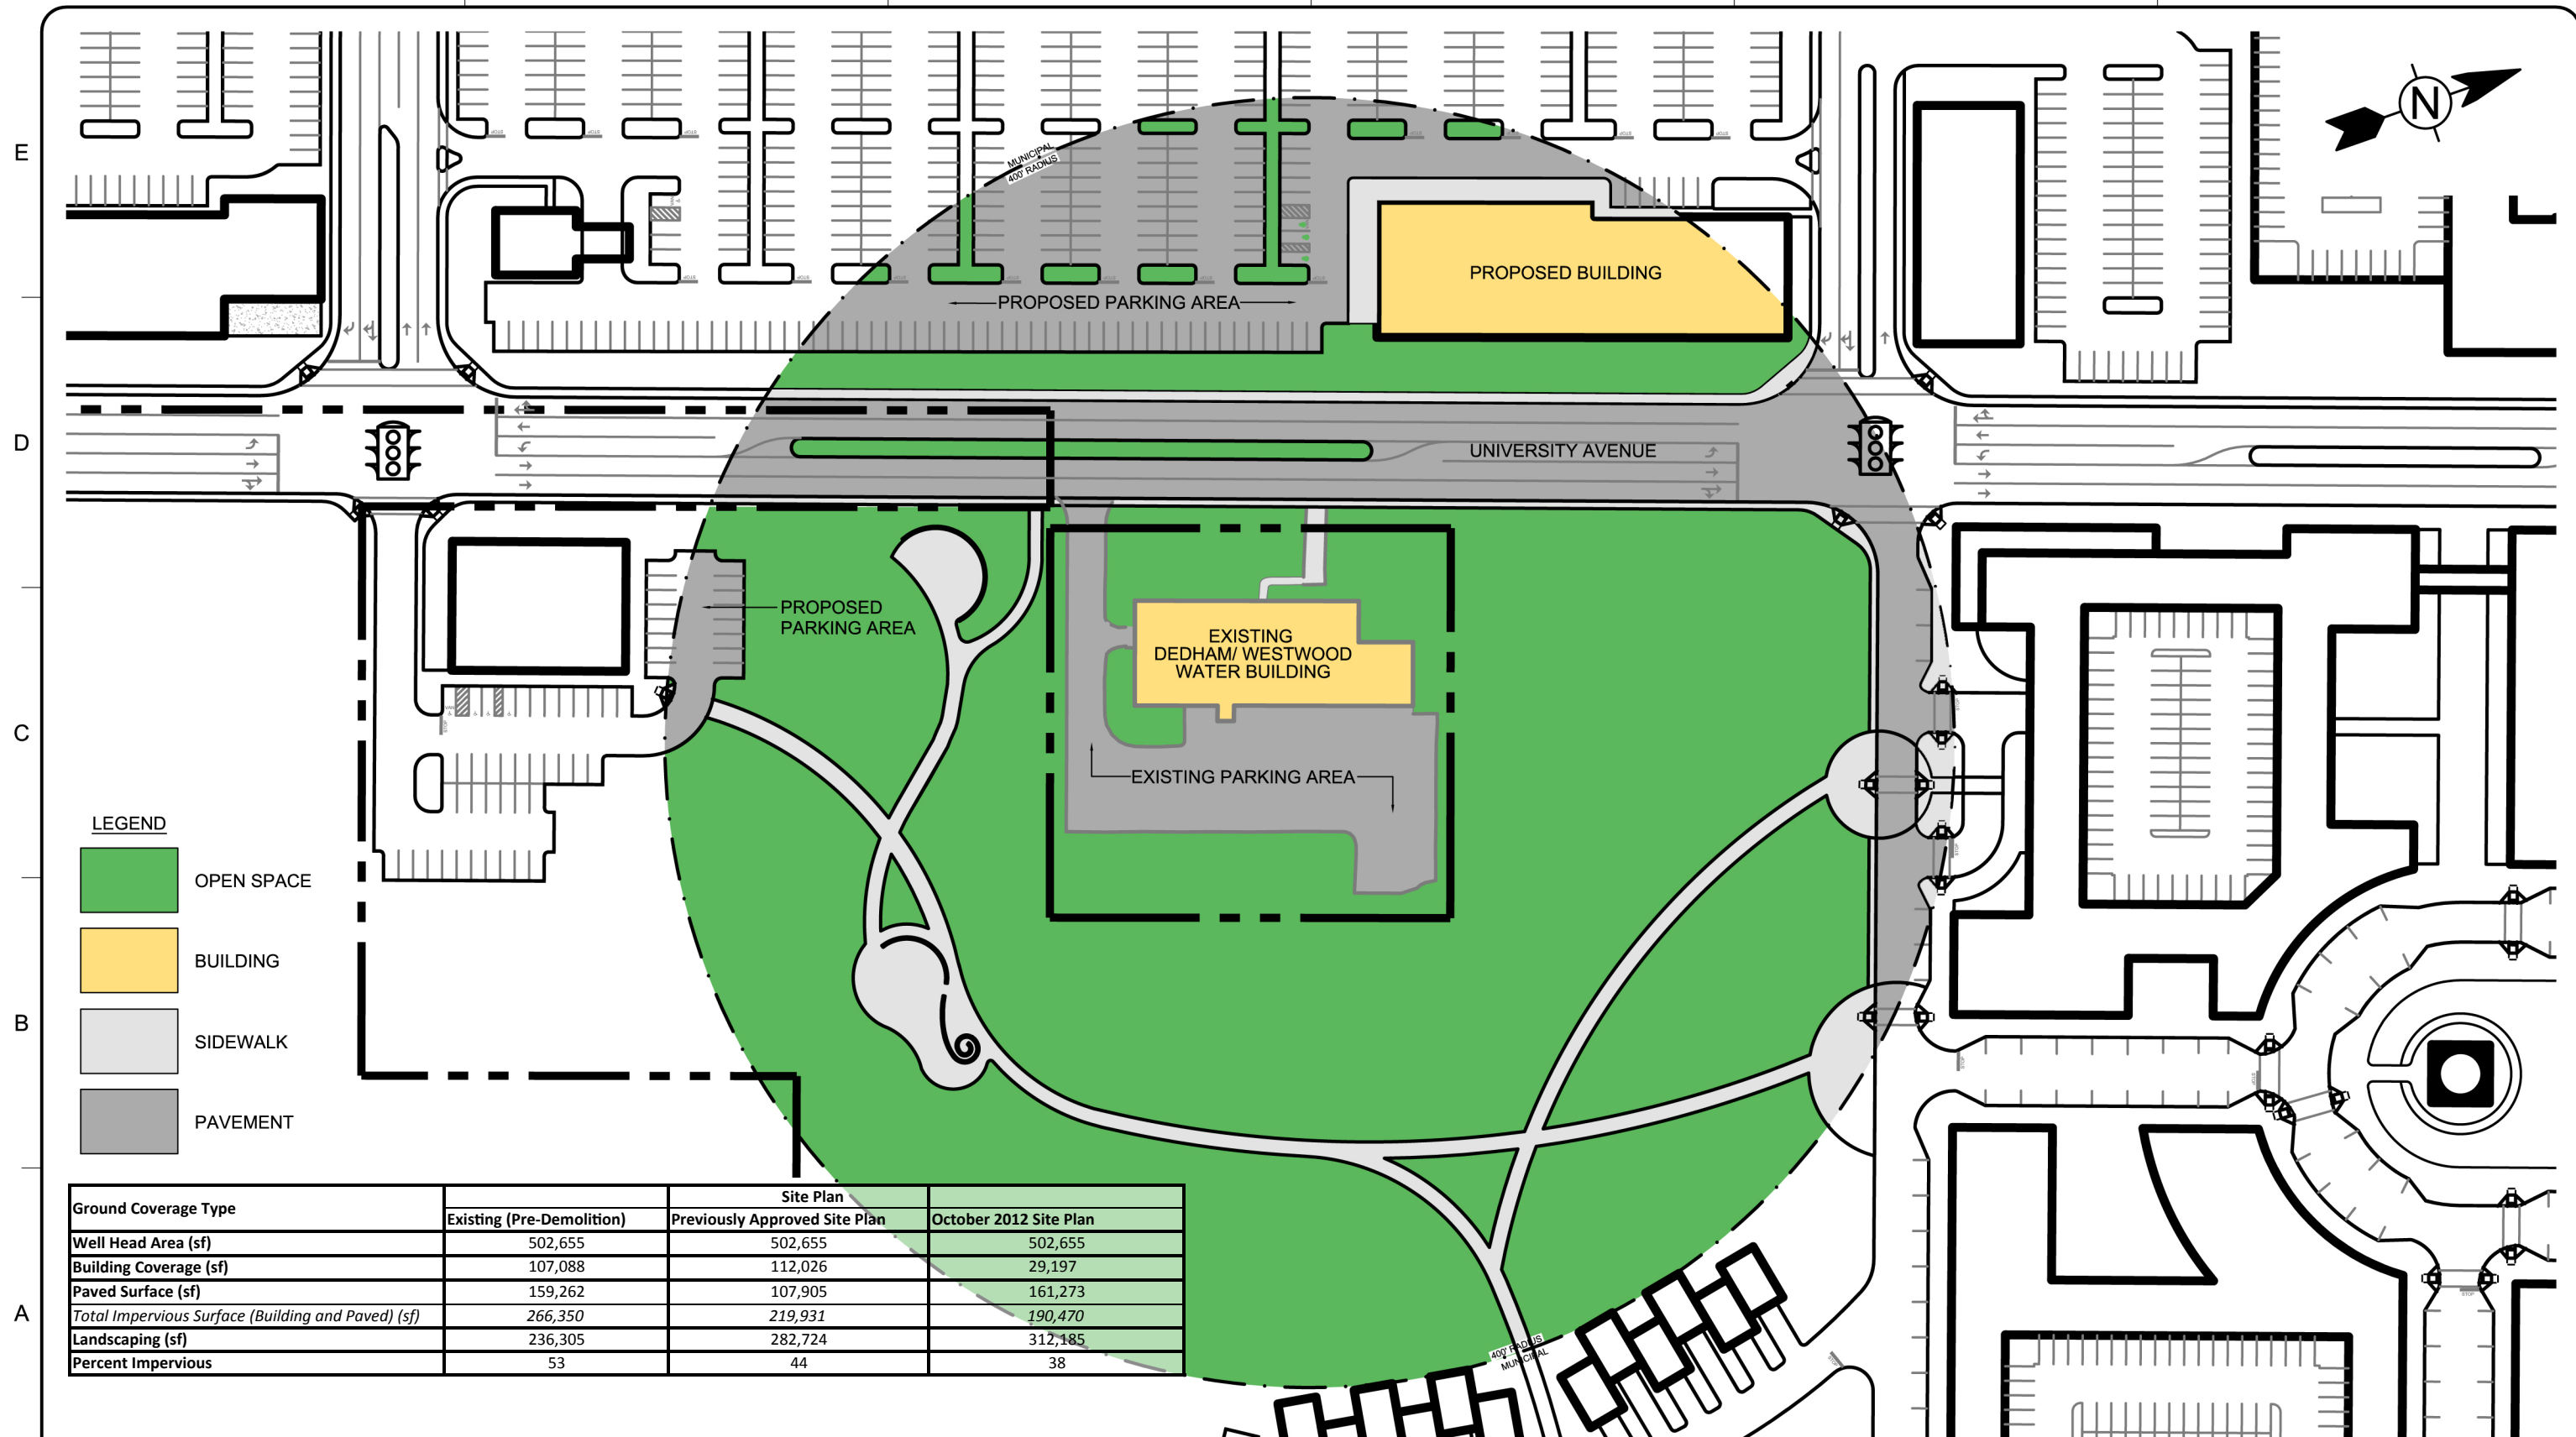 N
E
MUNICIPAL
400' RADIUS
PROPOSED BUILDING
PROPOSED PARKING AREA
D
UNIVERSITY AVENUE
PROPOSED
PARKING AREA
EXISTING
DEDHAM/ WESTWOOD
WATER BUILDING
C
EXISTING PARKING AREA
LEGEND
OPEN SPACE
BUILDING
B
SIDEWALK
PAVEMENT
A
Ground Coverage Type
Site Plan
Existing (Pre-Demolition) Previously Approved Site Plan October 2012 Site Plan
Well Head Area (sf) 502,655 502,655 502,655
Building Coverage (sf) 107,088 112,026 29,197
Paved Surface (sf) 159,262 107,905 161,273
Total Impervious Surface (Building and Paved) (sf) 266,350 219,931 190,470
Landscaping (sf) 236,305 282,724 312,185
Percent Impervious 53 44 38
400' RADIUS
MUNICIPAL